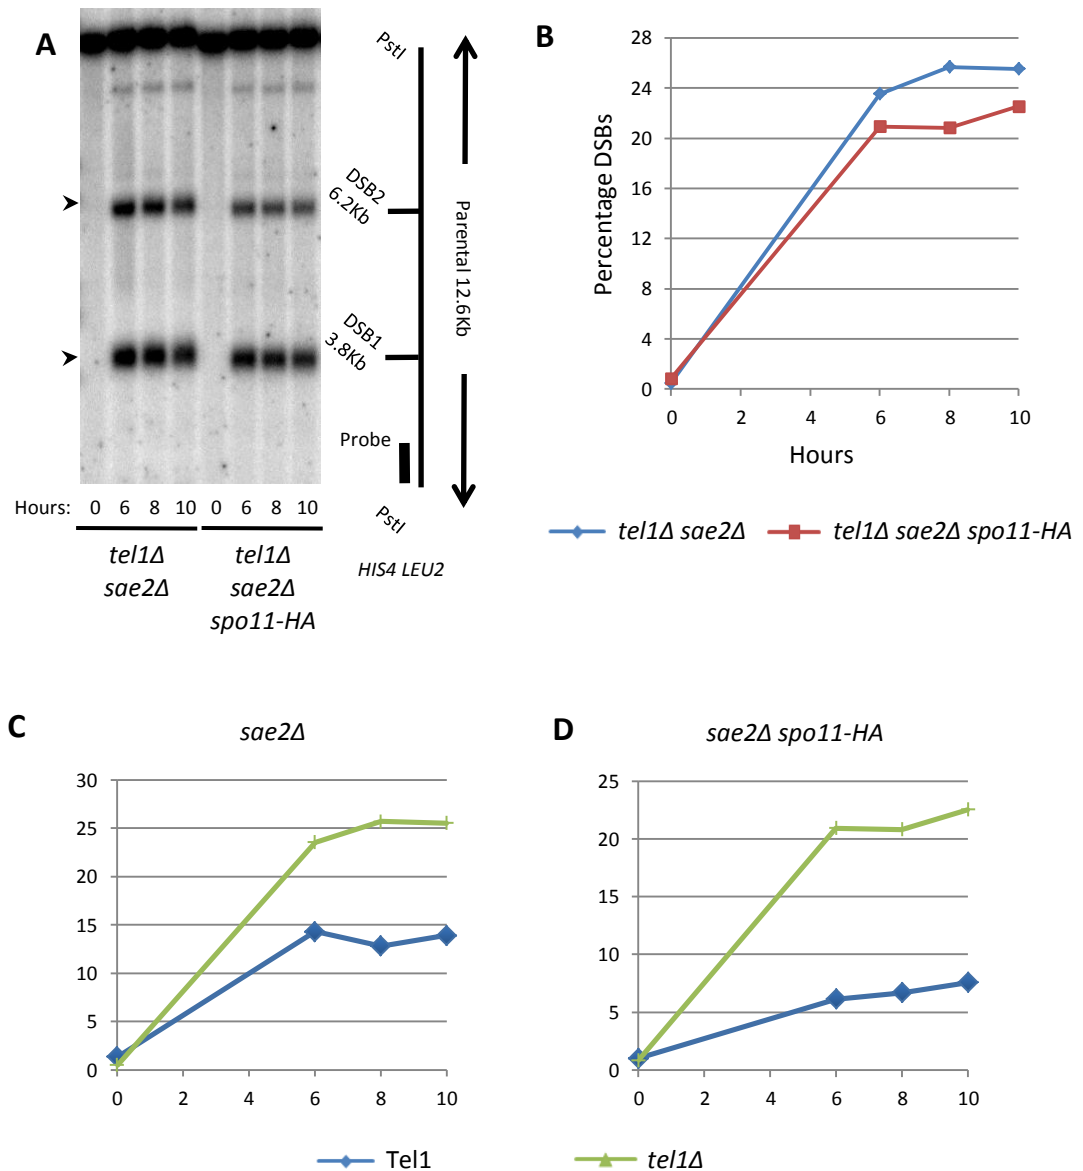 A
PstI
DSB2
6.2Kb
Parental 12.6Kb
DSB1
3.8Kb
Probe
Hours: 0 6 8 10 0 6 8 10
PstI
tel1Δ
sae2Δ
tel1Δ
sae2Δ
spo11-HA
HIS4 LEU2
B
28
24
20
16
12
8
4
0
Percentage DSBs
0 2 4 6 8 10
Hours
tel1Δ sae2Δ
tel1Δ sae2Δ spo11-HA
C
sae2Δ
30
25
20
15
10
5
0
0 2 4 6 8 10
D
sae2Δ spo11-HA
25
20
15
10
5
0
0 2 4 6 8 10
Tel1
tel1Δ